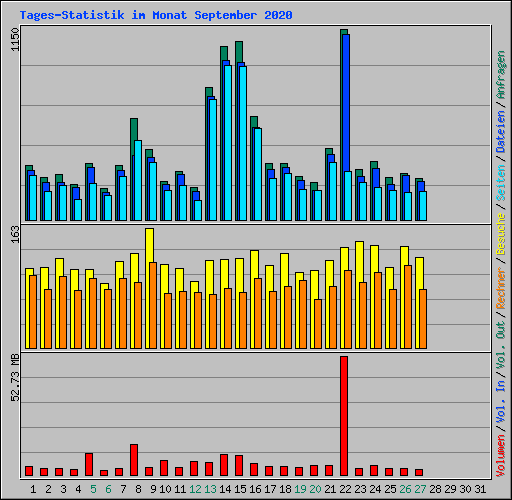 Tages-Statistik im Monat September 2020
1150
163
52.73 MB
Volumen / Vol. In / Vol. Out / Rechner / Besuche / Seiten / Dateien / Anfragen
1 2 3 4 5 6 7 8 9 10 11 12 13 14 15 16 17 18 19 20 21 22 23 24 25 26 27 28 29 30 31